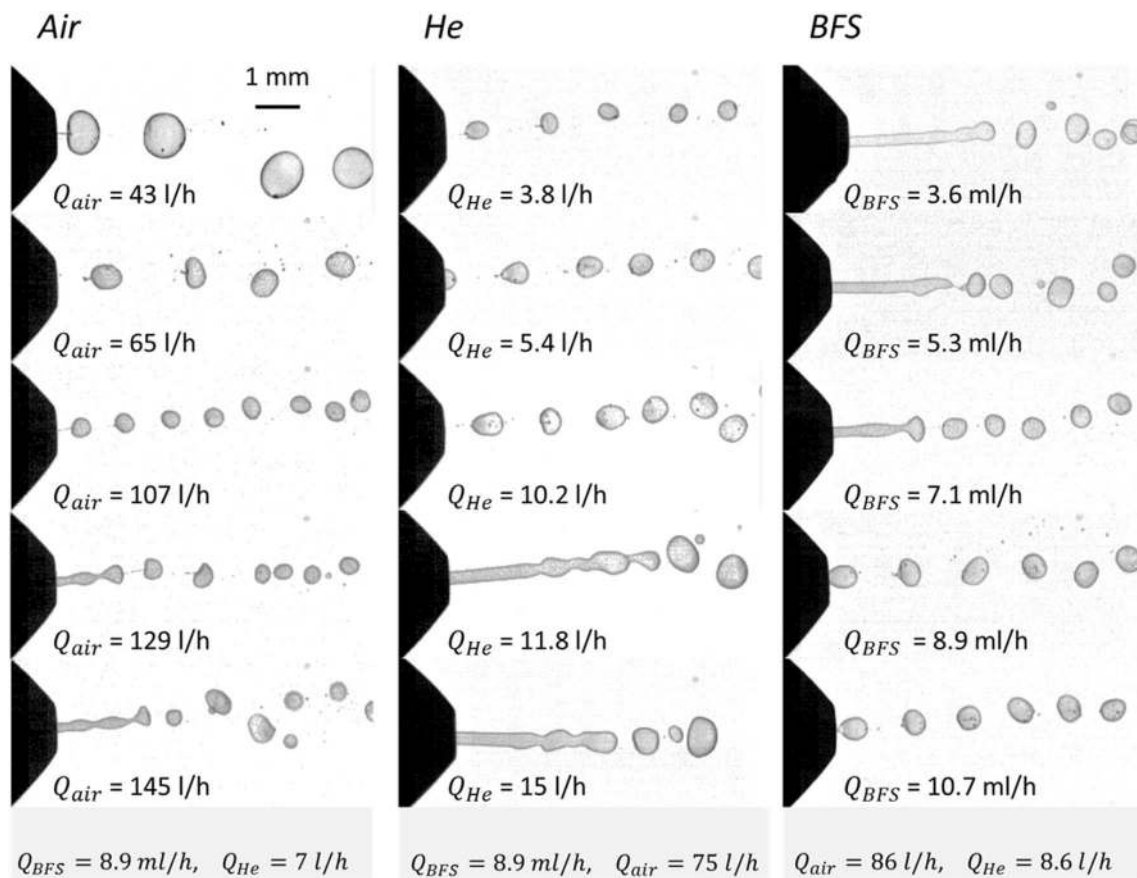 Air
He
BFS
1 mm
Q_air = 43 l/h
Q_He = 3.8 l/h
Q_BFS = 3.6 ml/h
Q_air = 65 l/h
Q_He = 5.4 l/h
Q_BFS = 5.3 ml/h
Q_air = 107 l/h
Q_He = 10.2 l/h
Q_BFS = 7.1 ml/h
Q_air = 129 l/h
Q_He = 11.8 l/h
Q_BFS = 8.9 ml/h
Q_air = 145 l/h
Q_He = 15 l/h
Q_BFS = 10.7 ml/h
Q_BFS = 8.9 ml/h, Q_He = 7 l/h
Q_BFS = 8.9 ml/h, Q_air = 75 l/h
Q_air = 86 l/h, Q_He = 8.6 l/h